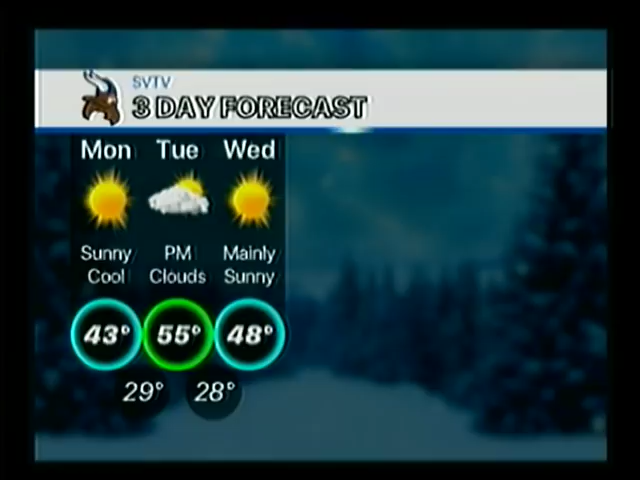 SVTV
3 DAY FORECAST
Mon Tue Wed
Sunny PM Mainly
Cool Clouds Sunny
43° 55° 48°
29° 28°